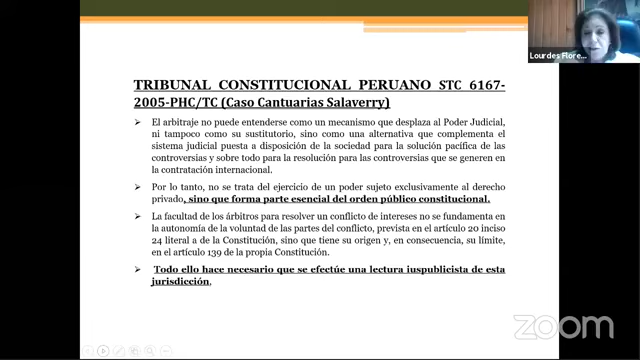 Lourdes Flore...
TRIBUNAL CONSTITUCIONAL PERUANO STC 6167-
2005-PHC/TC (Caso Cantuarias Salaverry)
El arbitraje no puede entenderse como un mecanismo que desplaza al Poder Judicial,
ni tampoco como su sustitutorio, sino como una alternativa que complementa el
sistema judicial puesta a disposición de la sociedad para la solución pacífica de las
controversias y sobre todo para la resolución para las controversias que se generen en
la contratación internacional.
Por lo tanto, no se trata del ejercicio de un poder sujeto exclusivamente al derecho
privado, sino que forma parte esencial del orden público constitucional.
La facultad de los árbitros para resolver un conflicto de intereses no se fundamenta en
la autonomía de la voluntad de las partes del conflicto, prevista en el artículo 20 inciso
24 literal a de la Constitución, sino que tiene su origen y, en consecuencia, su límite,
en el artículo 139 de la propia Constitución.
Todo ello hace necesario que se efectúe una lectura iuspublicista de esta
jurisdicción.
zoom